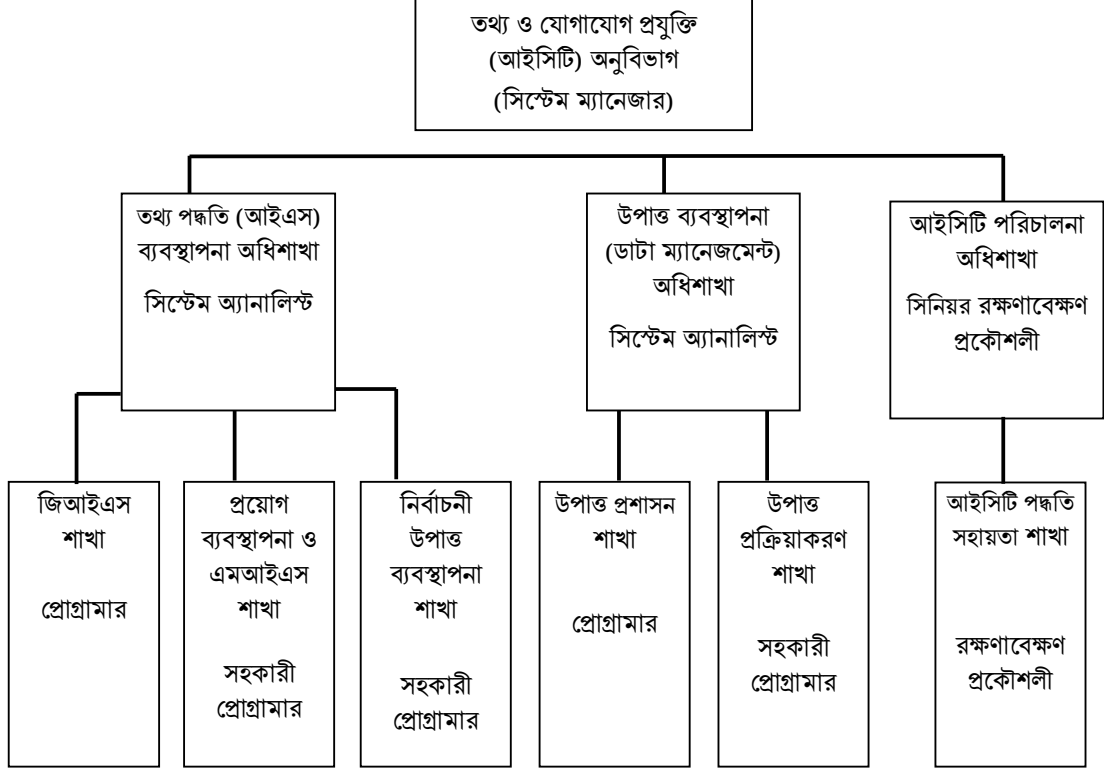 তথ্য ও যোগাযোগ প্রযুক্তি
(আইসিটি) অনুবিভাগ
(সিস্টেম ম্যানেজার)
তথ্য পদ্ধতি (আইএস)
ব্যবস্থাপনা অধিশাখা
সিস্টেম অ্যানালিস্ট
উপাত্ত ব্যবস্থাপনা
(ডাটা ম্যানেজমেন্ট)
অধিশাখা
সিস্টেম অ্যানালিস্ট
আইসিটি পরিচালনা
অধিশাখা
সিনিয়র রক্ষণাবেক্ষণ
প্রকৌশলী
জিআইএস
শাখা
প্রোগ্রামার
প্রয়োগ
ব্যবস্থাপনা ও
এমআইএস
শাখা
সহকারী
প্রোগ্রামার
নির্বাচনী
উপাত্ত
ব্যবস্থাপনা
শাখা
সহকারী
প্রোগ্রামার
উপাত্ত প্রশাসন
শাখা
প্রোগ্রামার
উপাত্ত
প্রক্রিয়াকরণ
শাখা
সহকারী
প্রোগ্রামার
আইসিটি পদ্ধতি
সহায়তা শাখা
রক্ষণাবেক্ষণ
প্রকৌশলী